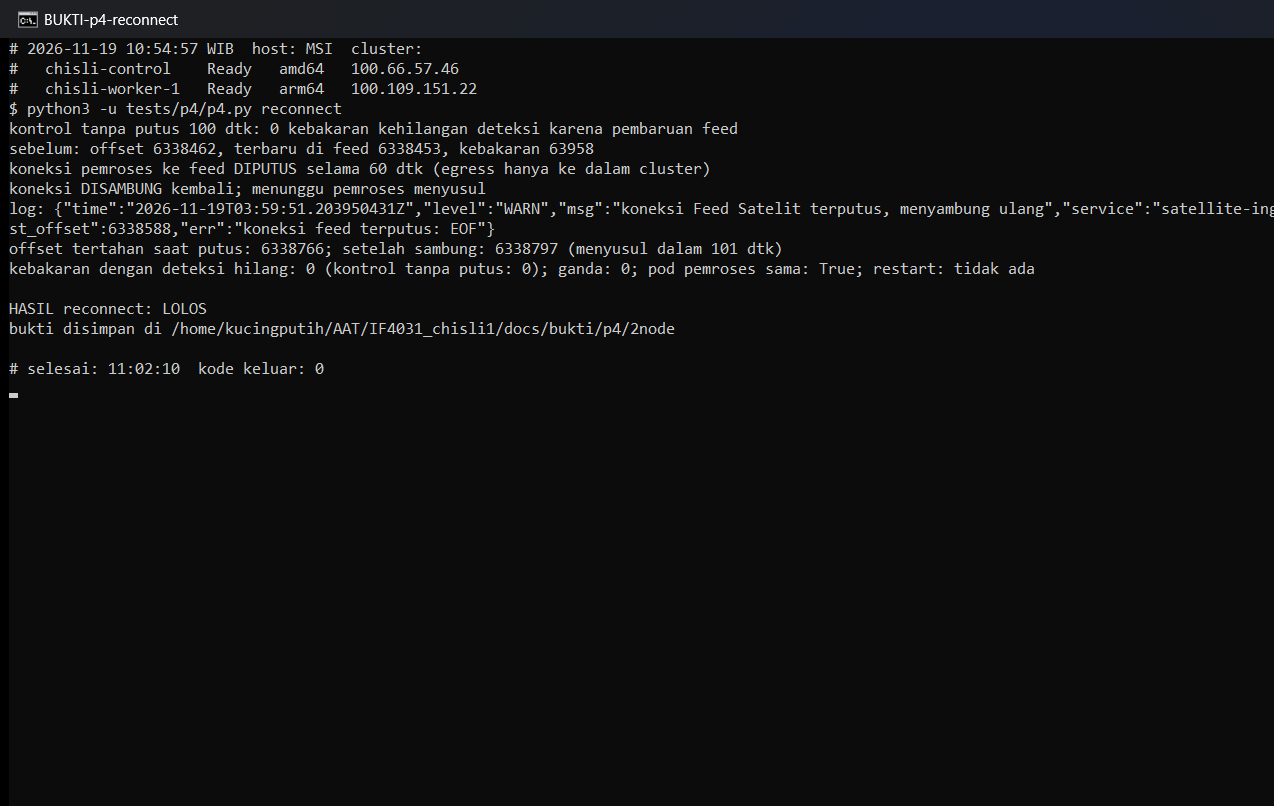 BUKTI-p4-reconnect
# 2026-11-19 10:54:57 WIB  host: MSI  cluster:
#   chisli-control    Ready   amd64   100.66.57.46
#   chisli-worker-1   Ready   arm64   100.109.151.22
$ python3 -u tests/p4/p4.py reconnect
kontrol tanpa putus 100 dtk: 0 kebakaran kehilangan deteksi karena pembaruan feed
sebelum: offset 6338462, terbaru di feed 6338453, kebakaran 63958
koneksi pemroses ke feed DIPUTUS selama 60 dtk (egress hanya ke dalam cluster)
koneksi DISAMBUNG kembali; menunggu pemroses menyusul
log: {"time":"2026-11-19T03:59:51.203950431Z","level":"WARN","msg":"koneksi Feed Satelit terputus, menyambung ulang","service":"satellite-ing
st_offset":6338588,"err":"koneksi feed terputus: EOF"}
offset tertahan saat putus: 6338766; setelah sambung: 6338797 (menyusul dalam 101 dtk)
kebakaran dengan deteksi hilang: 0 (kontrol tanpa putus: 0); ganda: 0; pod pemroses sama: True; restart: tidak ada
HASIL reconnect: LOLOS
bukti disimpan di /home/kucingputih/AAT/IF4031_chisli1/docs/bukti/p4/2node
# selesai: 11:02:10  kode keluar: 0